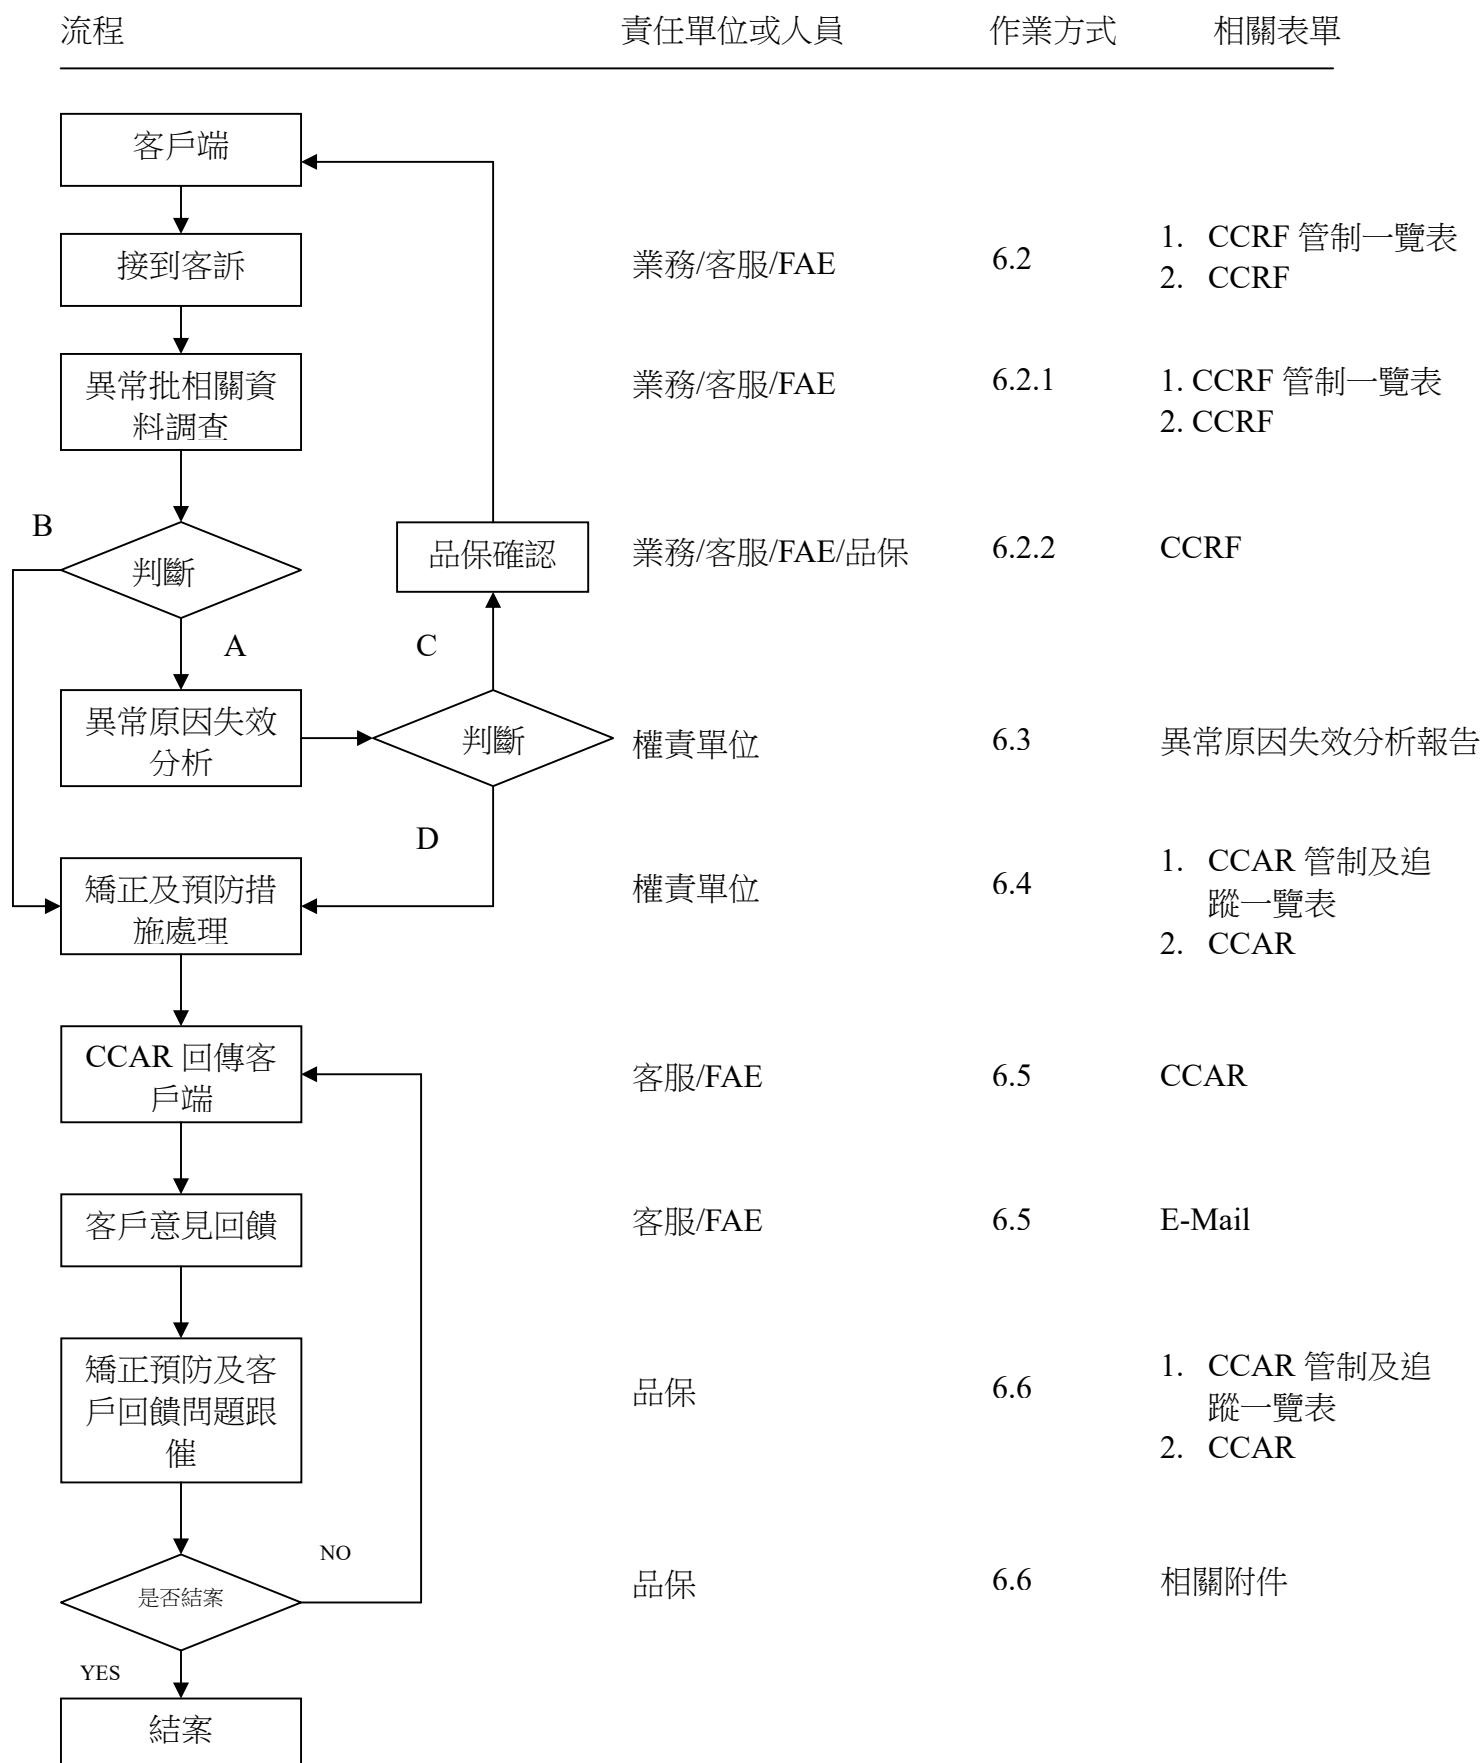 流程 責任單位或人員 作業方式 相關表單
客戶端
接到客訴 業務/客服/FAE 6.2 1. CCRF 管制一覽表
2. CCRF
異常批相關資 業務/客服/FAE 6.2.1 1. CCRF 管制一覽表
料調查 2. CCRF
B
判斷 品保確認 業務/客服/FAE/品保 6.2.2 CCRF
A C
異常原因失效
分析 判斷 權責單位 6.3 異常原因失效分析報告
D
矯正及預防措 權責單位 6.4 1. CCAR 管制及追
施處理 蹤一覽表
2. CCAR
CCAR 回傳客 客服/FAE 6.5 CCAR
戶端
客戶意見回饋 客服/FAE 6.5 E-Mail
矯正預防及客 品保 6.6 1. CCAR 管制及追
戶回饋問題跟 蹤一覽表
催 2. CCAR
NO
是否結案 品保 6.6 相關附件
YES
結案